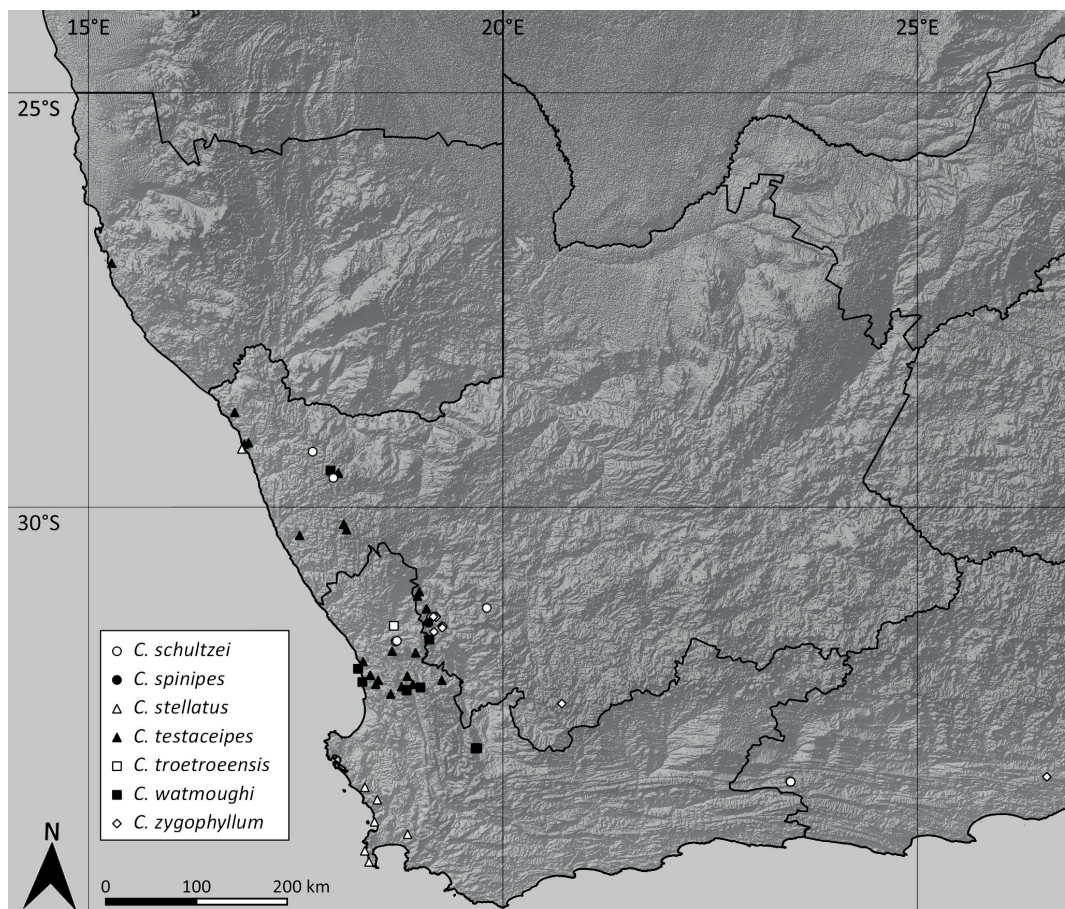 15°E 20°E 25°E
25°S
30°S
C. schultzei
C. spinipes
C. stellatus
C. testaceipes
C. troetroeensis
C. watmoughi
C. zygophyllum
N
0 100 200 km